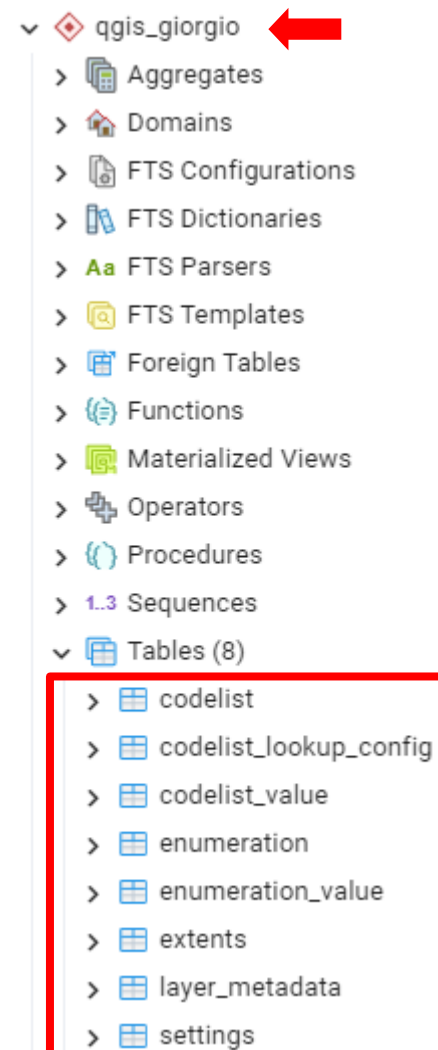 qgis_giorgio
Aggregates
Domains
FTS Configurations
FTS Dictionaries
Aa FTS Parsers
FTS Templates
Foreign Tables
Functions
Materialized Views
Operators
Procedures
1..3 Sequences
Tables (8)
codelist
codelist_lookup_config
codelist_value
enumeration
enumeration_value
extents
layer_metadata
settings